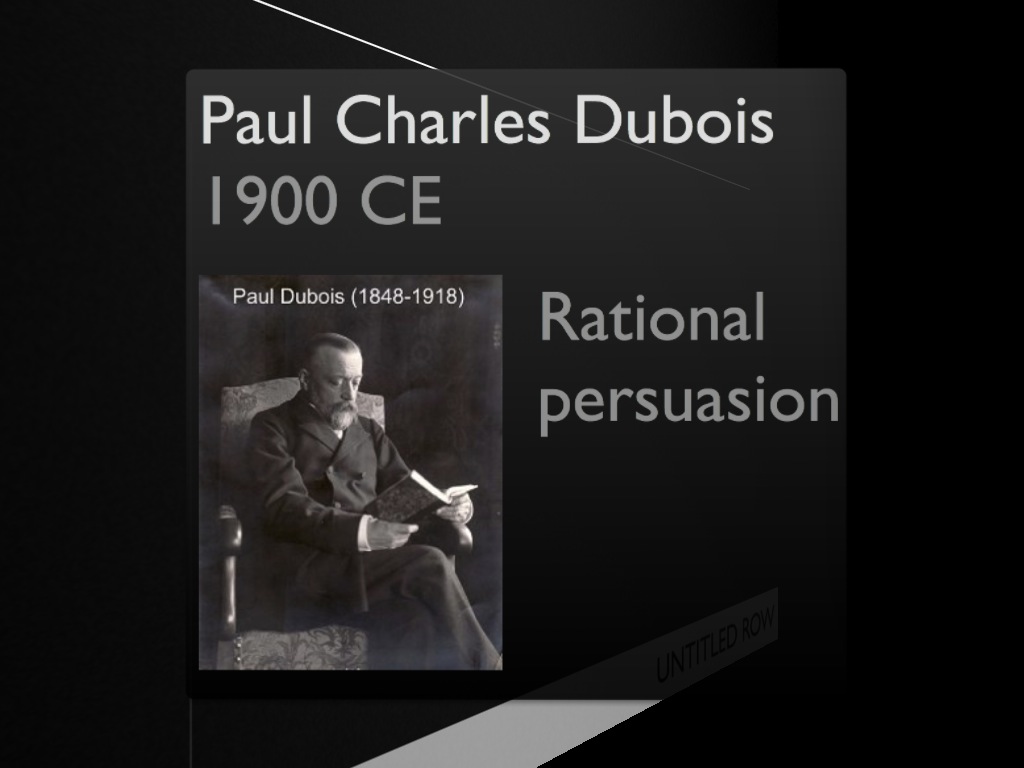 Paul Charles Dubois
1900 CE
Paul Dubois (1848-1918)
Rational
persuasion
UNTITLED ROW